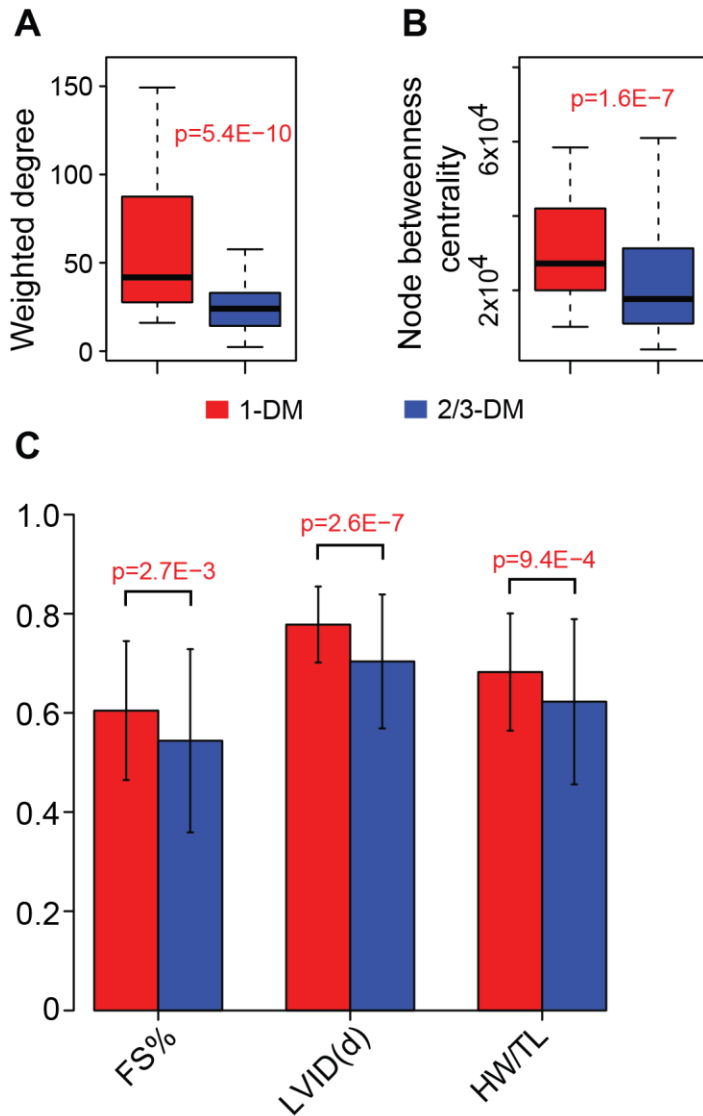 A
Weighted degree
150
100
50
0
p=5.4E−10
B
Node betweenness
centrality
6x10⁴
2x10⁴
p=1.6E−7
1-DM
2/3-DM
C
1.0
0.8
0.6
0.4
0.2
0
p=2.7E−3
p=2.6E−7
p=9.4E−4
FS%
LVID(d)
HW/TL